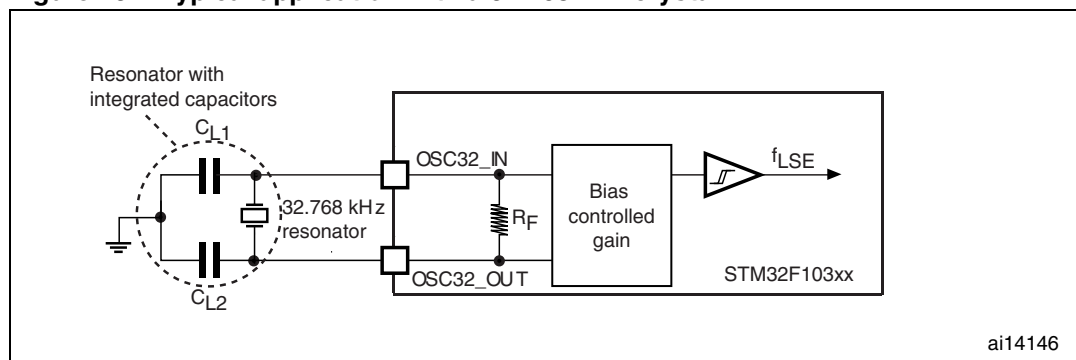 Resonator with
integrated capacitors
CL1
OSC32_IN
fLSE
32.768 kHz
resonator
RF
Bias
controlled
gain
OSC32_OUT
STM32F103xx
CL2
ai14146